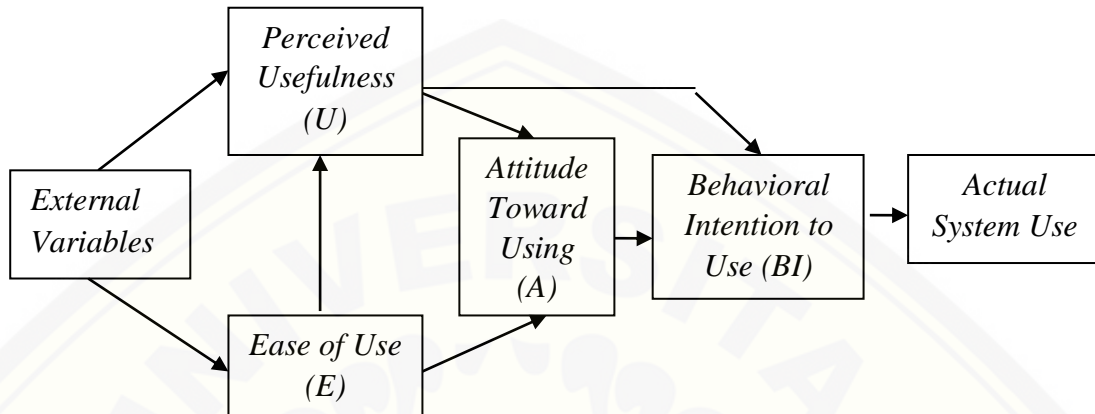 Perceived
Usefulness
(U)
External
Variables
Ease of Use
(E)
Attitude
Toward
Using
(A)
Behavioral
Intention to
Use (BI)
Actual
System Use